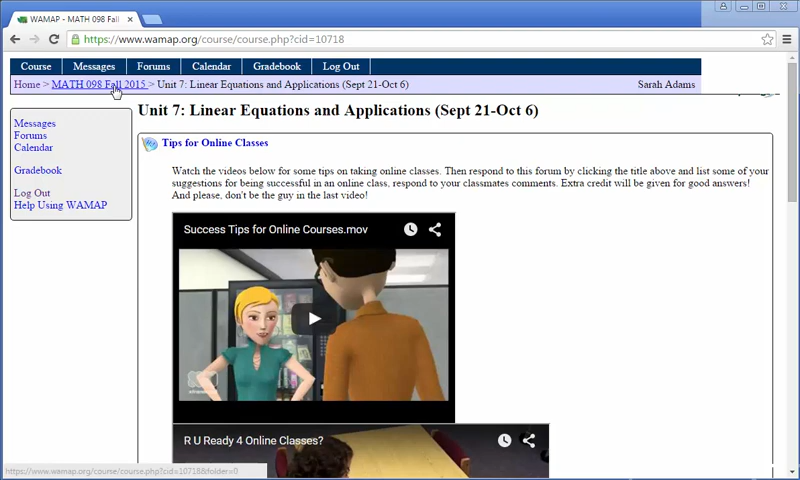 WAMAP - MATH 098 Fall
https://www.wamap.org/course/course.php?cid=10718
Course Messages Forums Calendar Gradebook Log Out
Home > MATH 098 Fall 2015 > Unit 7: Linear Equations and Applications (Sept 21-Oct 6) Sarah Adams
Unit 7: Linear Equations and Applications (Sept 21-Oct 6)
Messages
Forums
Calendar
Gradebook
Log Out
Help Using WAMAP
Tips for Online Classes
Watch the videos below for some tips on taking online classes. Then respond to this forum by clicking the title above and list some of your
suggestions for being successful in an online class, respond to your classmates comments. Extra credit will be given for good answers!
And please, don't be the guy in the last video!
Success Tips for Online Courses.mov
R U Ready 4 Online Classes?
https://www.wamap.org/course/course.php?cid=10718&folder=0